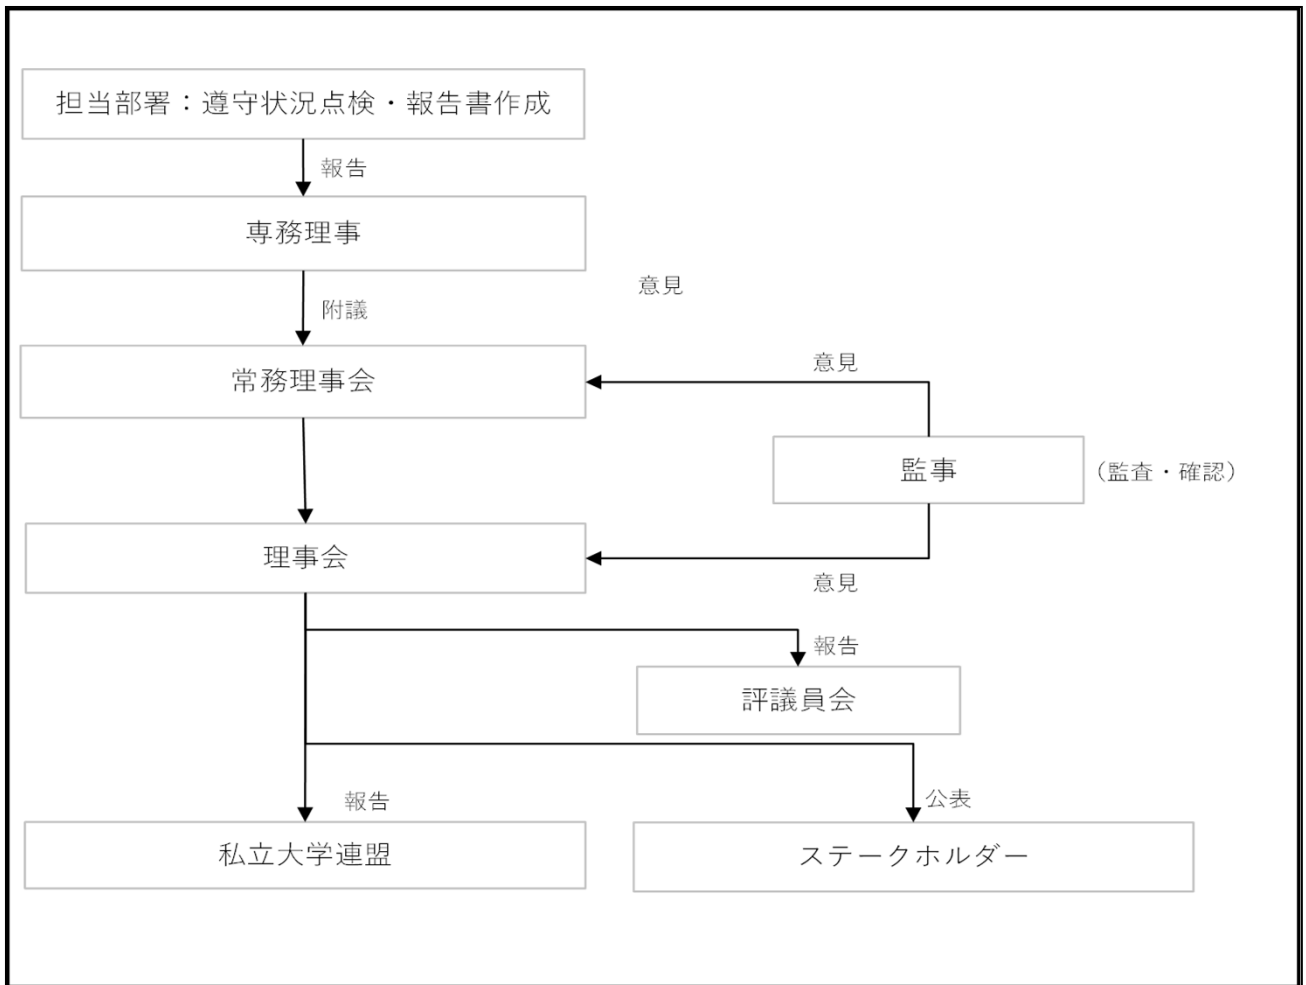 担当部署：遵守状況点検・報告書作成
報告
専務理事
意見
附議
意見
常務理事会
監事
（監査・確認）
理事会
意見
報告
評議員会
報告
公表
私立大学連盟
ステークホルダー